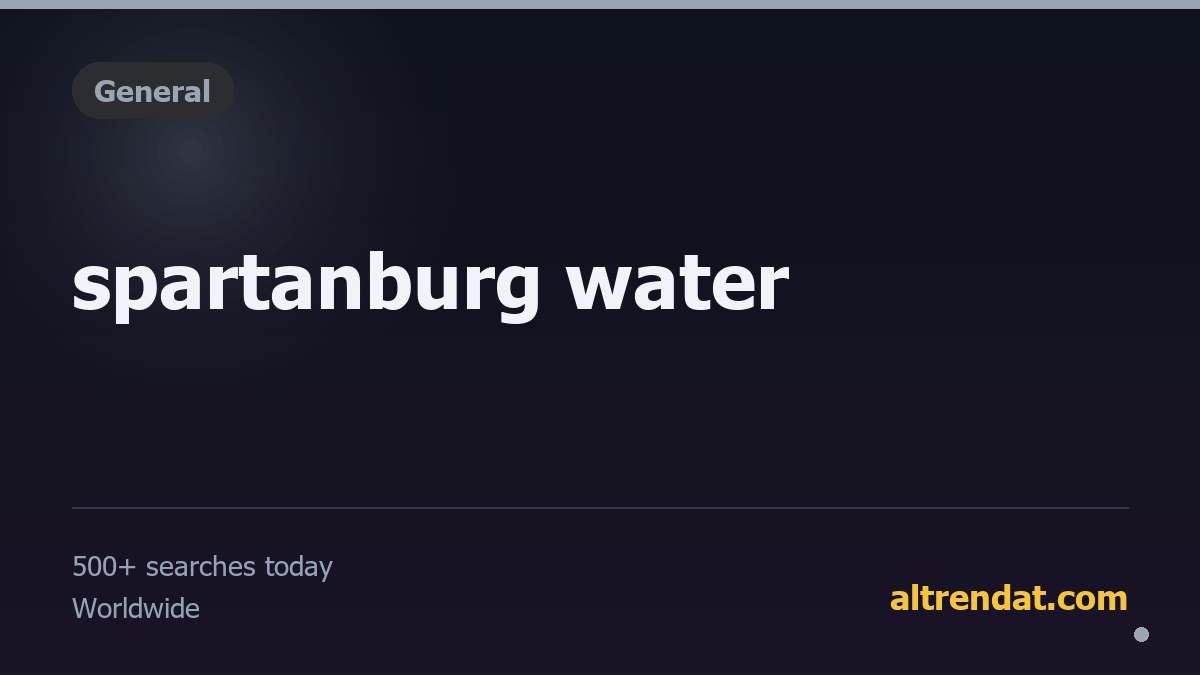 General
spartanburg water
500+ searches today
Worldwide
altrendat.com